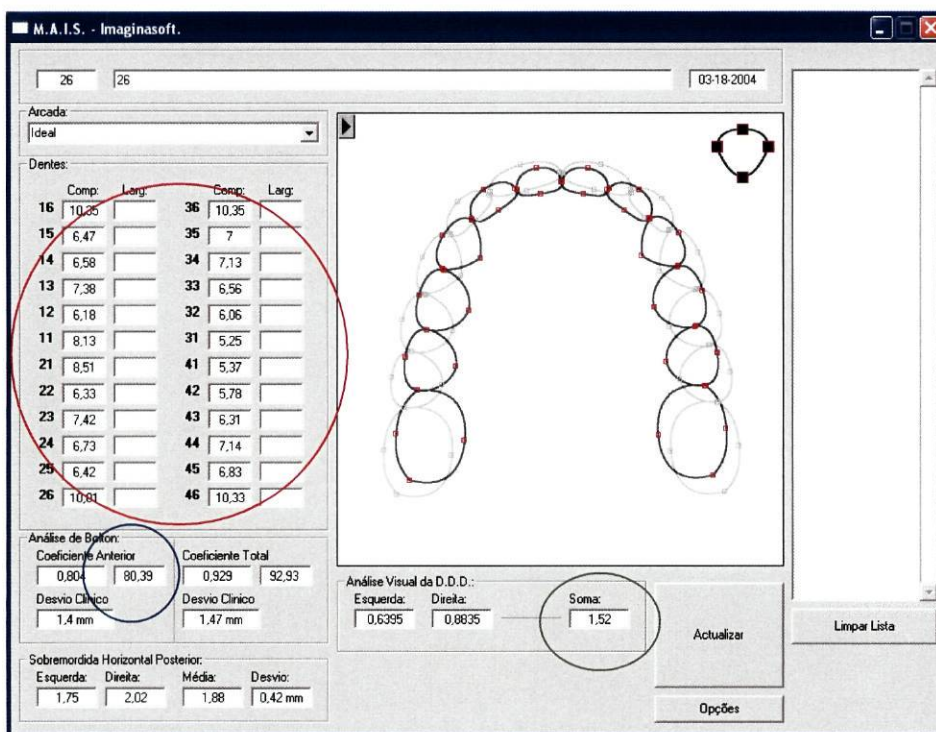 M.A.I.S. - Imaginasoft.
26 26 03-18-2004
Arcada:
Ideal
Dentes:
Comp: Larg: Comp: Larg:
16 10,35 36 10,35
15 6,47 35 7
14 6,58 34 7,13
13 7,38 33 6,56
12 6,18 32 6,06
11 8,13 31 5,25
21 8,51 41 5,37
22 6,33 42 5,78
23 7,42 43 6,31
24 6,73 44 7,14
25 6,42 45 6,83
26 10,81 46 10,33
Análise de Bolton:
Coeficiente Anterior Coeficiente Total
0,804 80,39 0,929 92,93
Desvio Clínico Desvio Clínico
1,4 mm 1,47 mm
Sobremordida Horizontal Posterior:
Esquerda: Direita: Média: Desvio:
1,75 2,02 1,88 0,42 mm
Análise Visual da D.D.D.:
Esquerda: Direita: Soma:
0,6395 0,8835 1,52
Actualizar
Opções
Limpar Lista